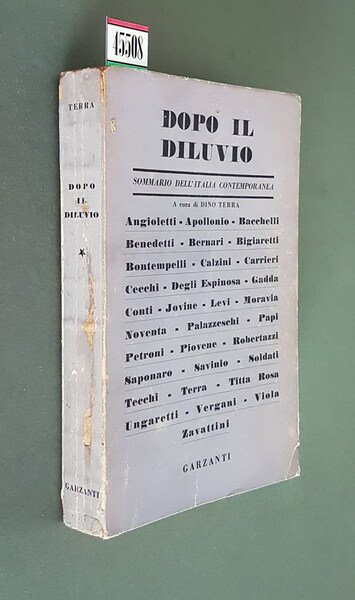 45508
TERRA
DOPO
IL
DILUVIO
GARZANTI
DOPO IL
DILUVIO
SOMMARIO DELL'ITALIA CONTEMPORANEA
A cura di DINO TERRA
Angioletti - Apollonio - Bacchelli
Benedetti - Bernari - Bigiaretti
Bontempelli - Calzini - Carrieri
Cecchi - Degli Espinosa - Gadda
Conti - Jovine - Levi - Moravia
Noventa - Palazzeschi - Papi
Petroni - Piovene - Robertazzi
Saponaro - Savinio - Soldati
Tecchi - Terra - Titta Rosa
Ungaretti - Vergani - Viola
Zavattini
GARZANTI